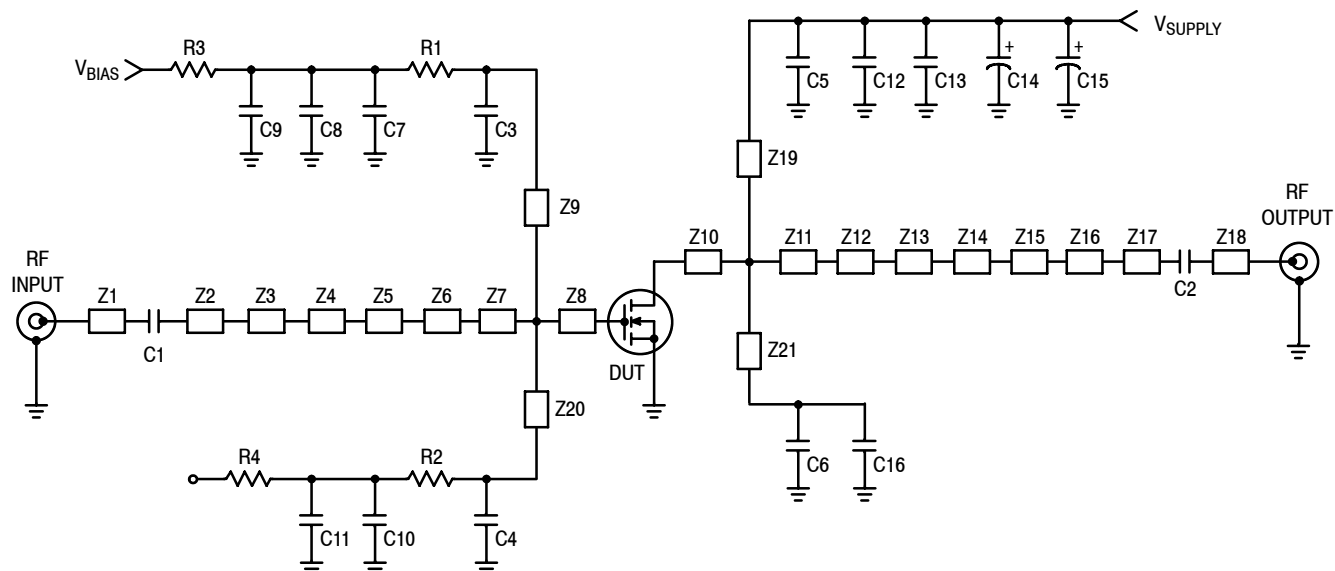 V_SUPPLY
R3 R1
V_BIAS
+ +
C5 C12 C13 C14 C15
C9 C8 C7 C3
Z19
Z9
RF OUTPUT
Z10 Z11 Z12 Z13 Z14 Z15 Z16 Z17 Z18
C2
RF INPUT
Z1 Z2 Z3 Z4 Z5 Z6 Z7 Z8
C1
Z21
DUT
Z20
R4 R2
C6 C16
C11 C10 C4